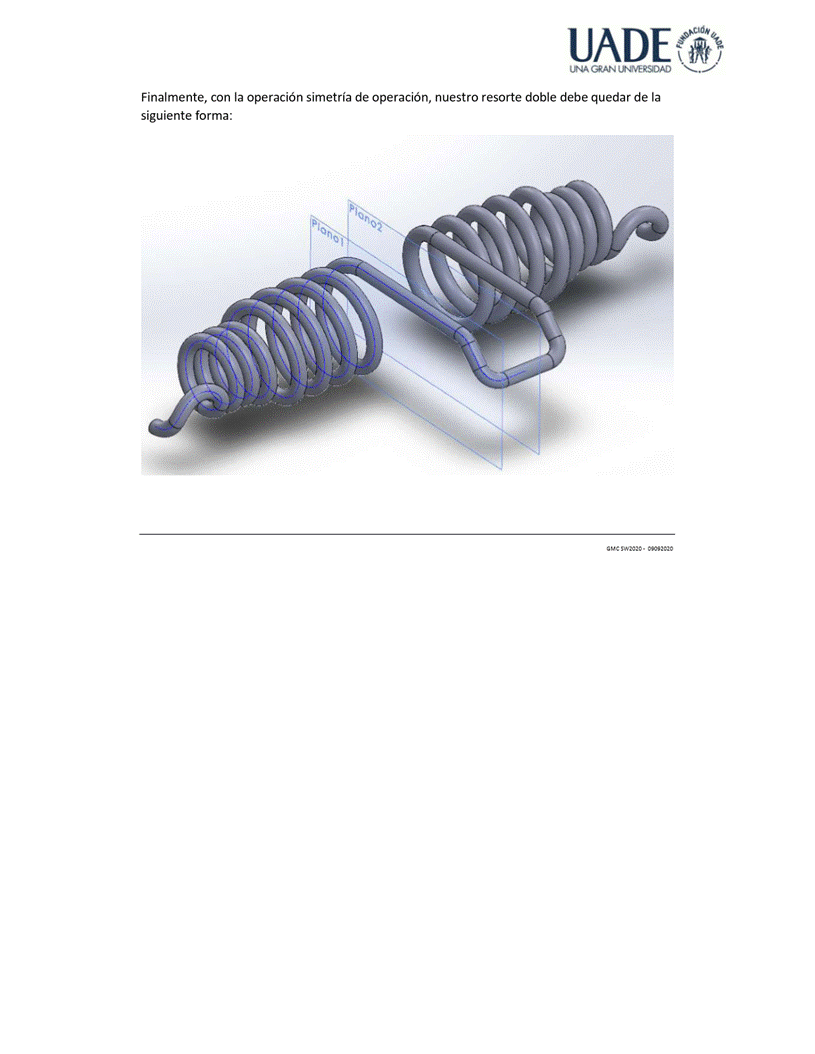 UADE
UNA GRAN UNIVERSIDAD
FUNDACIÓN UADE
Finalmente, con la operación simetría de operación, nuestro resorte doble debe quedar de la
siguiente forma:
Plano1
Plano2
GMC SW2020 - 09092020